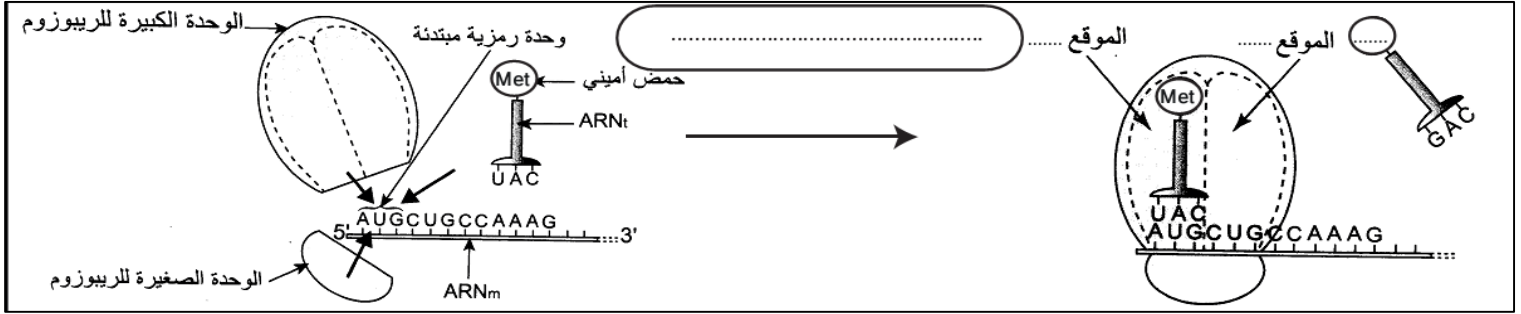 الوحدة الكبيرة للريبوزوم
وحدة رمزية مبتدئة
Met
حمض أميني
ARNt
UAC
AUGCUGCCAAAG
5'
3'
الوحدة الصغيرة للريبوزوم
ARNm
................................................
الموقع ......
الموقع ......
......
Met
GAC
UAC
AUGCUGCCAAAG